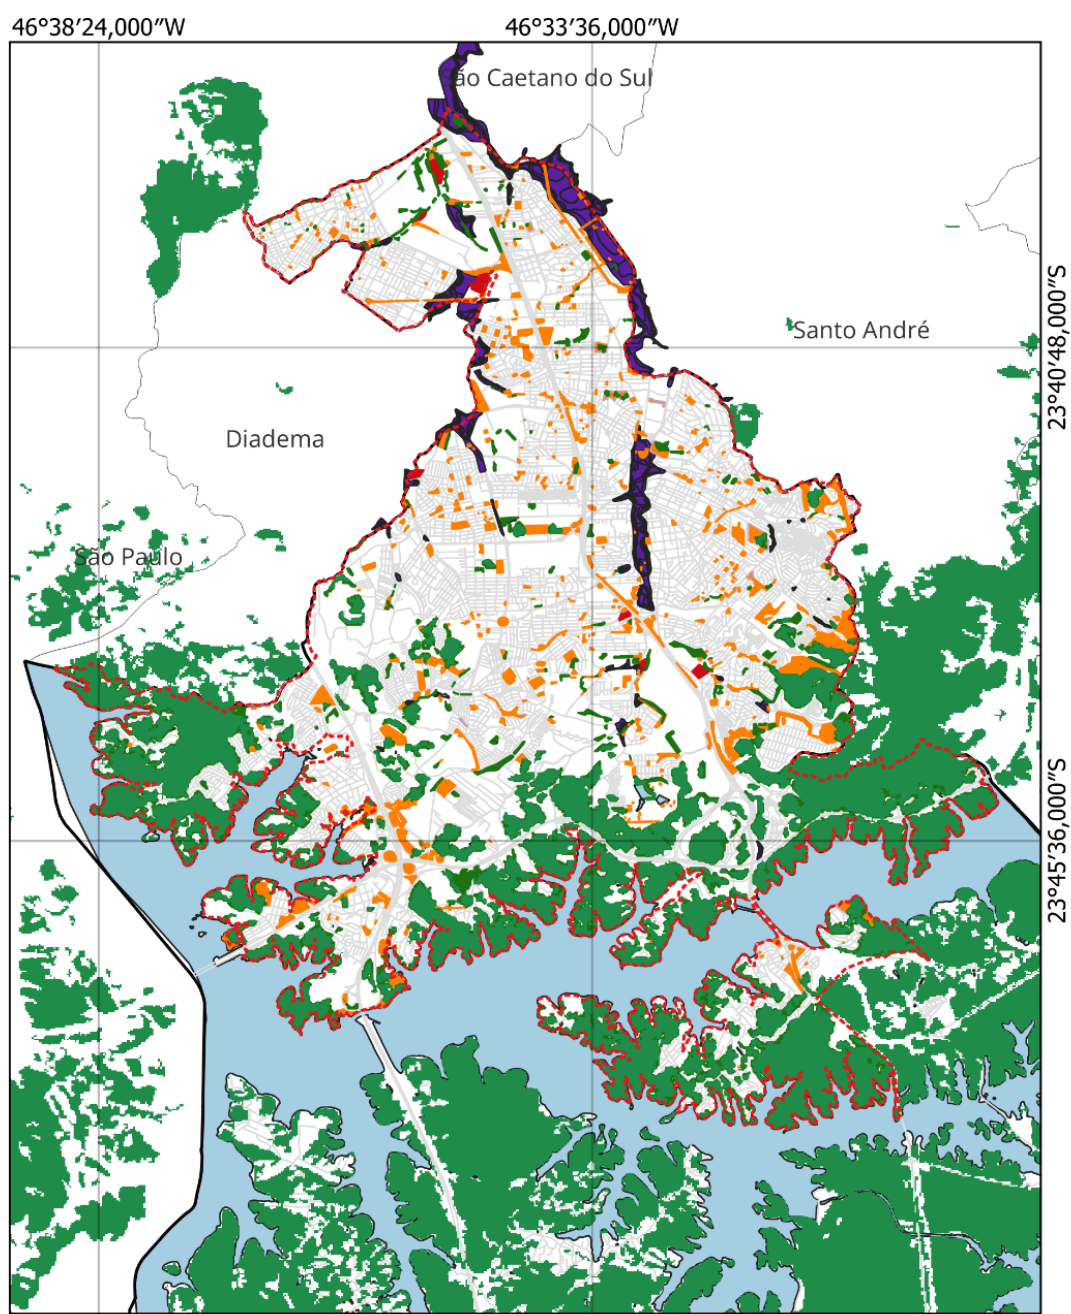 46°38′24,000″W
46°33′36,000″W
ão Caetano do Sul
Santo André
23°40′48,000″S
Diadema
São Paulo
23°45′36,000″S